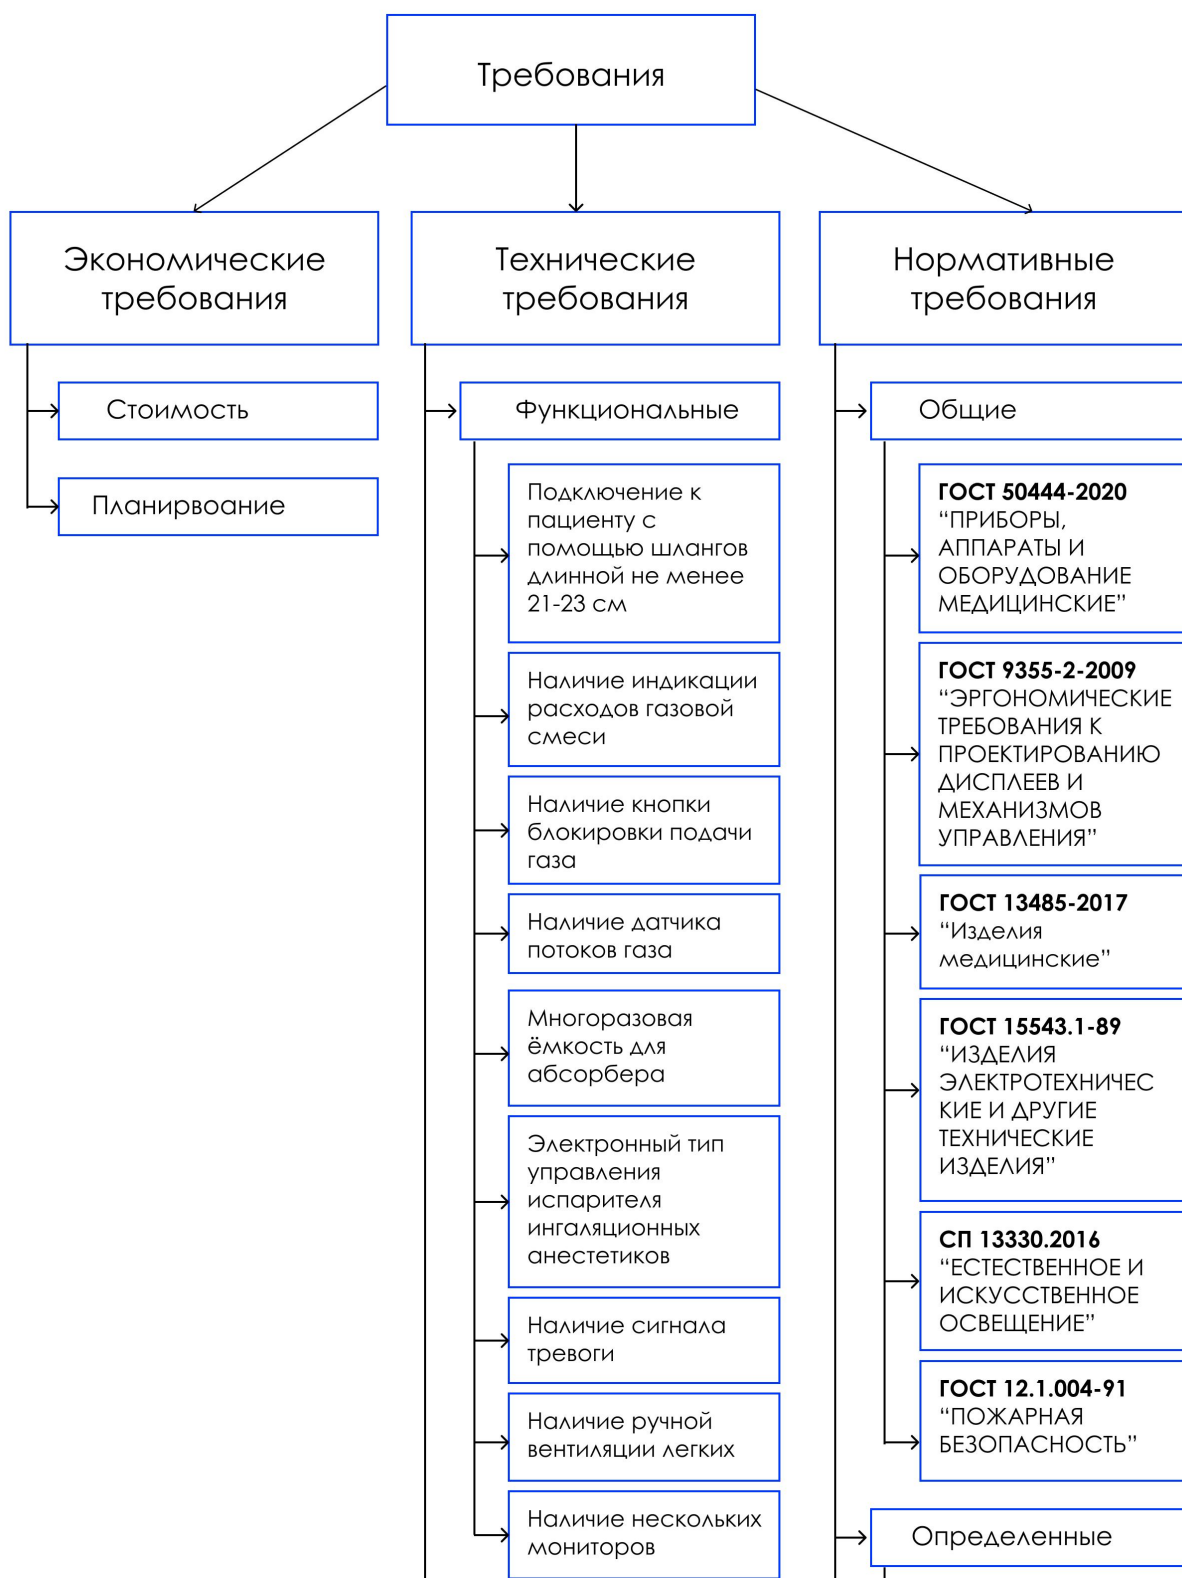 Требования
Экономические
требования
Стоимость
Планирвоание
Технические
требования
Функциональные
Подключение к
пациенту с
помощью шлангов
длинной не менее
21-23 см
Наличие индикации
расходов газовой
смеси
Наличие кнопки
блокировки подачи
газа
Наличие датчика
потоков газа
Многоразовая
ёмкость для
абсорбера
Электронный тип
управления
испарителя
ингаляционных
анестетиков
Наличие сигнала
тревоги
Наличие ручной
вентиляции легких
Наличие нескольких
мониторов
Нормативные
требования
Общие
ГОСТ 50444-2020
“ПРИБОРЫ,
АППАРАТЫ И
ОБОРУДОВАНИЕ
МЕДИЦИНСКИЕ”
ГОСТ 9355-2-2009
“ЭРГОНОМИЧЕСКИЕ
ТРЕБОВАНИЯ К
ПРОЕКТИРОВАНИЮ
ДИСПЛЕЕВ И
МЕХАНИЗМОВ
УПРАВЛЕНИЯ”
ГОСТ 13485-2017
“Изделия
медицинские”
ГОСТ 15543.1-89
“ИЗДЕЛИЯ
ЭЛЕКТРОТЕХНИЧЕС
КИЕ И ДРУГИЕ
ТЕХНИЧЕСКИЕ
ИЗДЕЛИЯ”
СП 13330.2016
“ЕСТЕСТВЕННОЕ И
ИСКУССТВЕННОЕ
ОСВЕЩЕНИЕ”
ГОСТ 12.1.004-91
“ПОЖАРНАЯ
БЕЗОПАСНОСТЬ”
Определенные